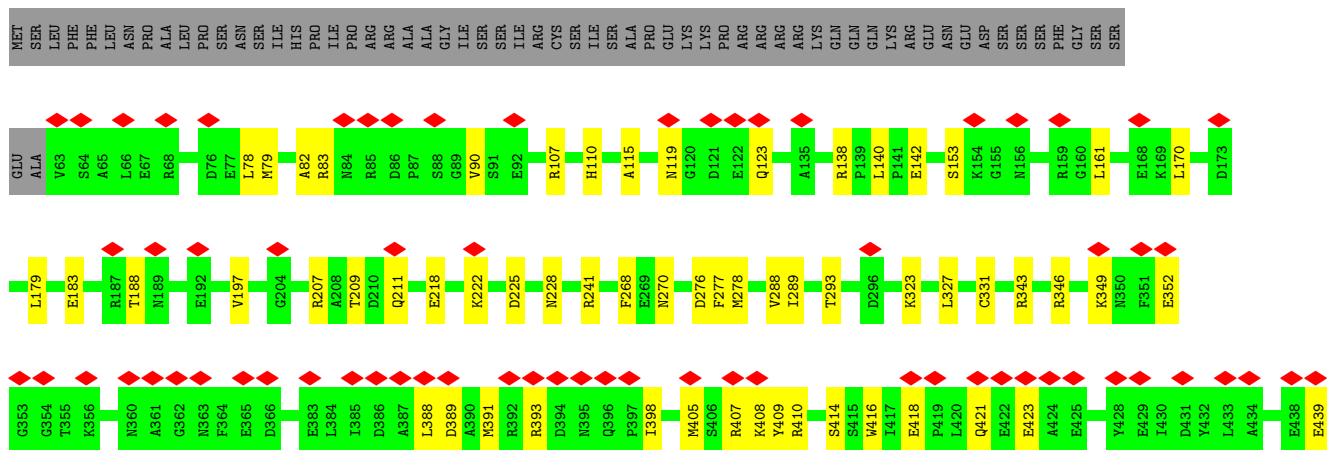 MET SER LEU PHE PHE LEU ASN PRO ALA LEU PRO SER ASN SER ILE HIS PRO ILE PRO ARG ARG ALA ALA GLY ILE SER SER ILE ARG CYS SER ILE SER ALA PRO GLU LYS LYS PRO ARG ARG ARG ARG LYS GLN GLN GLN LYS ARG GLU ASN GLU ASP SER SER SER PHE GLY SER SER
GLU ALA V63 S64 A65 L66 E67 R68 D76 E77 L78 M79 A82 R83 N84 R85 D86 P87 S88 G89 V90 S91 E92 R107 H110 A115 N119 G120 D121 E122 Q123 A135 R138 P139 L140 P141 E142 S153 K154 G155 N156 R159 G160 L161 E168 K169 L170 D173
L179 E183 R187 T188 N189 E192 V197 G204 R207 A208 T209 D210 Q211 E218 K222 D225 N228 R241 F268 E269 N270 D276 F277 M278 V288 I289 T293 D296 K323 L327 C331 R343 R346 K349 N350 F351 E352
G353 G354 T355 K356 N360 A361 G362 N363 F364 E365 D366 E383 L384 I385 D386 A387 L388 D389 A390 M391 R392 R393 D394 N395 Q396 P397 I398 M405 S406 R407 K408 Y409 R410 S414 S415 W416 I417 E418 P419 L420 Q421 E422 E423 A424 E425 Y428 E429 I430 D431 Y432 L433 A434 E438 E439